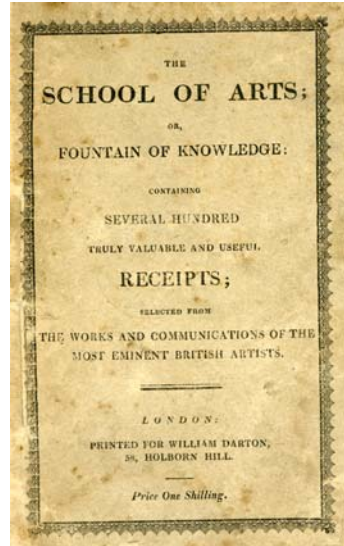 THE
SCHOOL OF ARTS;
OR,
FOUNTAIN OF KNOWLEDGE:
CONTAINING
SEVERAL HUNDRED
TRULY VALUABLE AND USEFUL
RECEIPTS;
SELECTED FROM
THE WORKS AND COMMUNICATIONS OF THE
MOST EMINENT BRITISH ARTISTS.
LONDON:
PRINTED FOR WILLIAM DARTON,
58, HOLBORN HILL.
Price One Shilling.